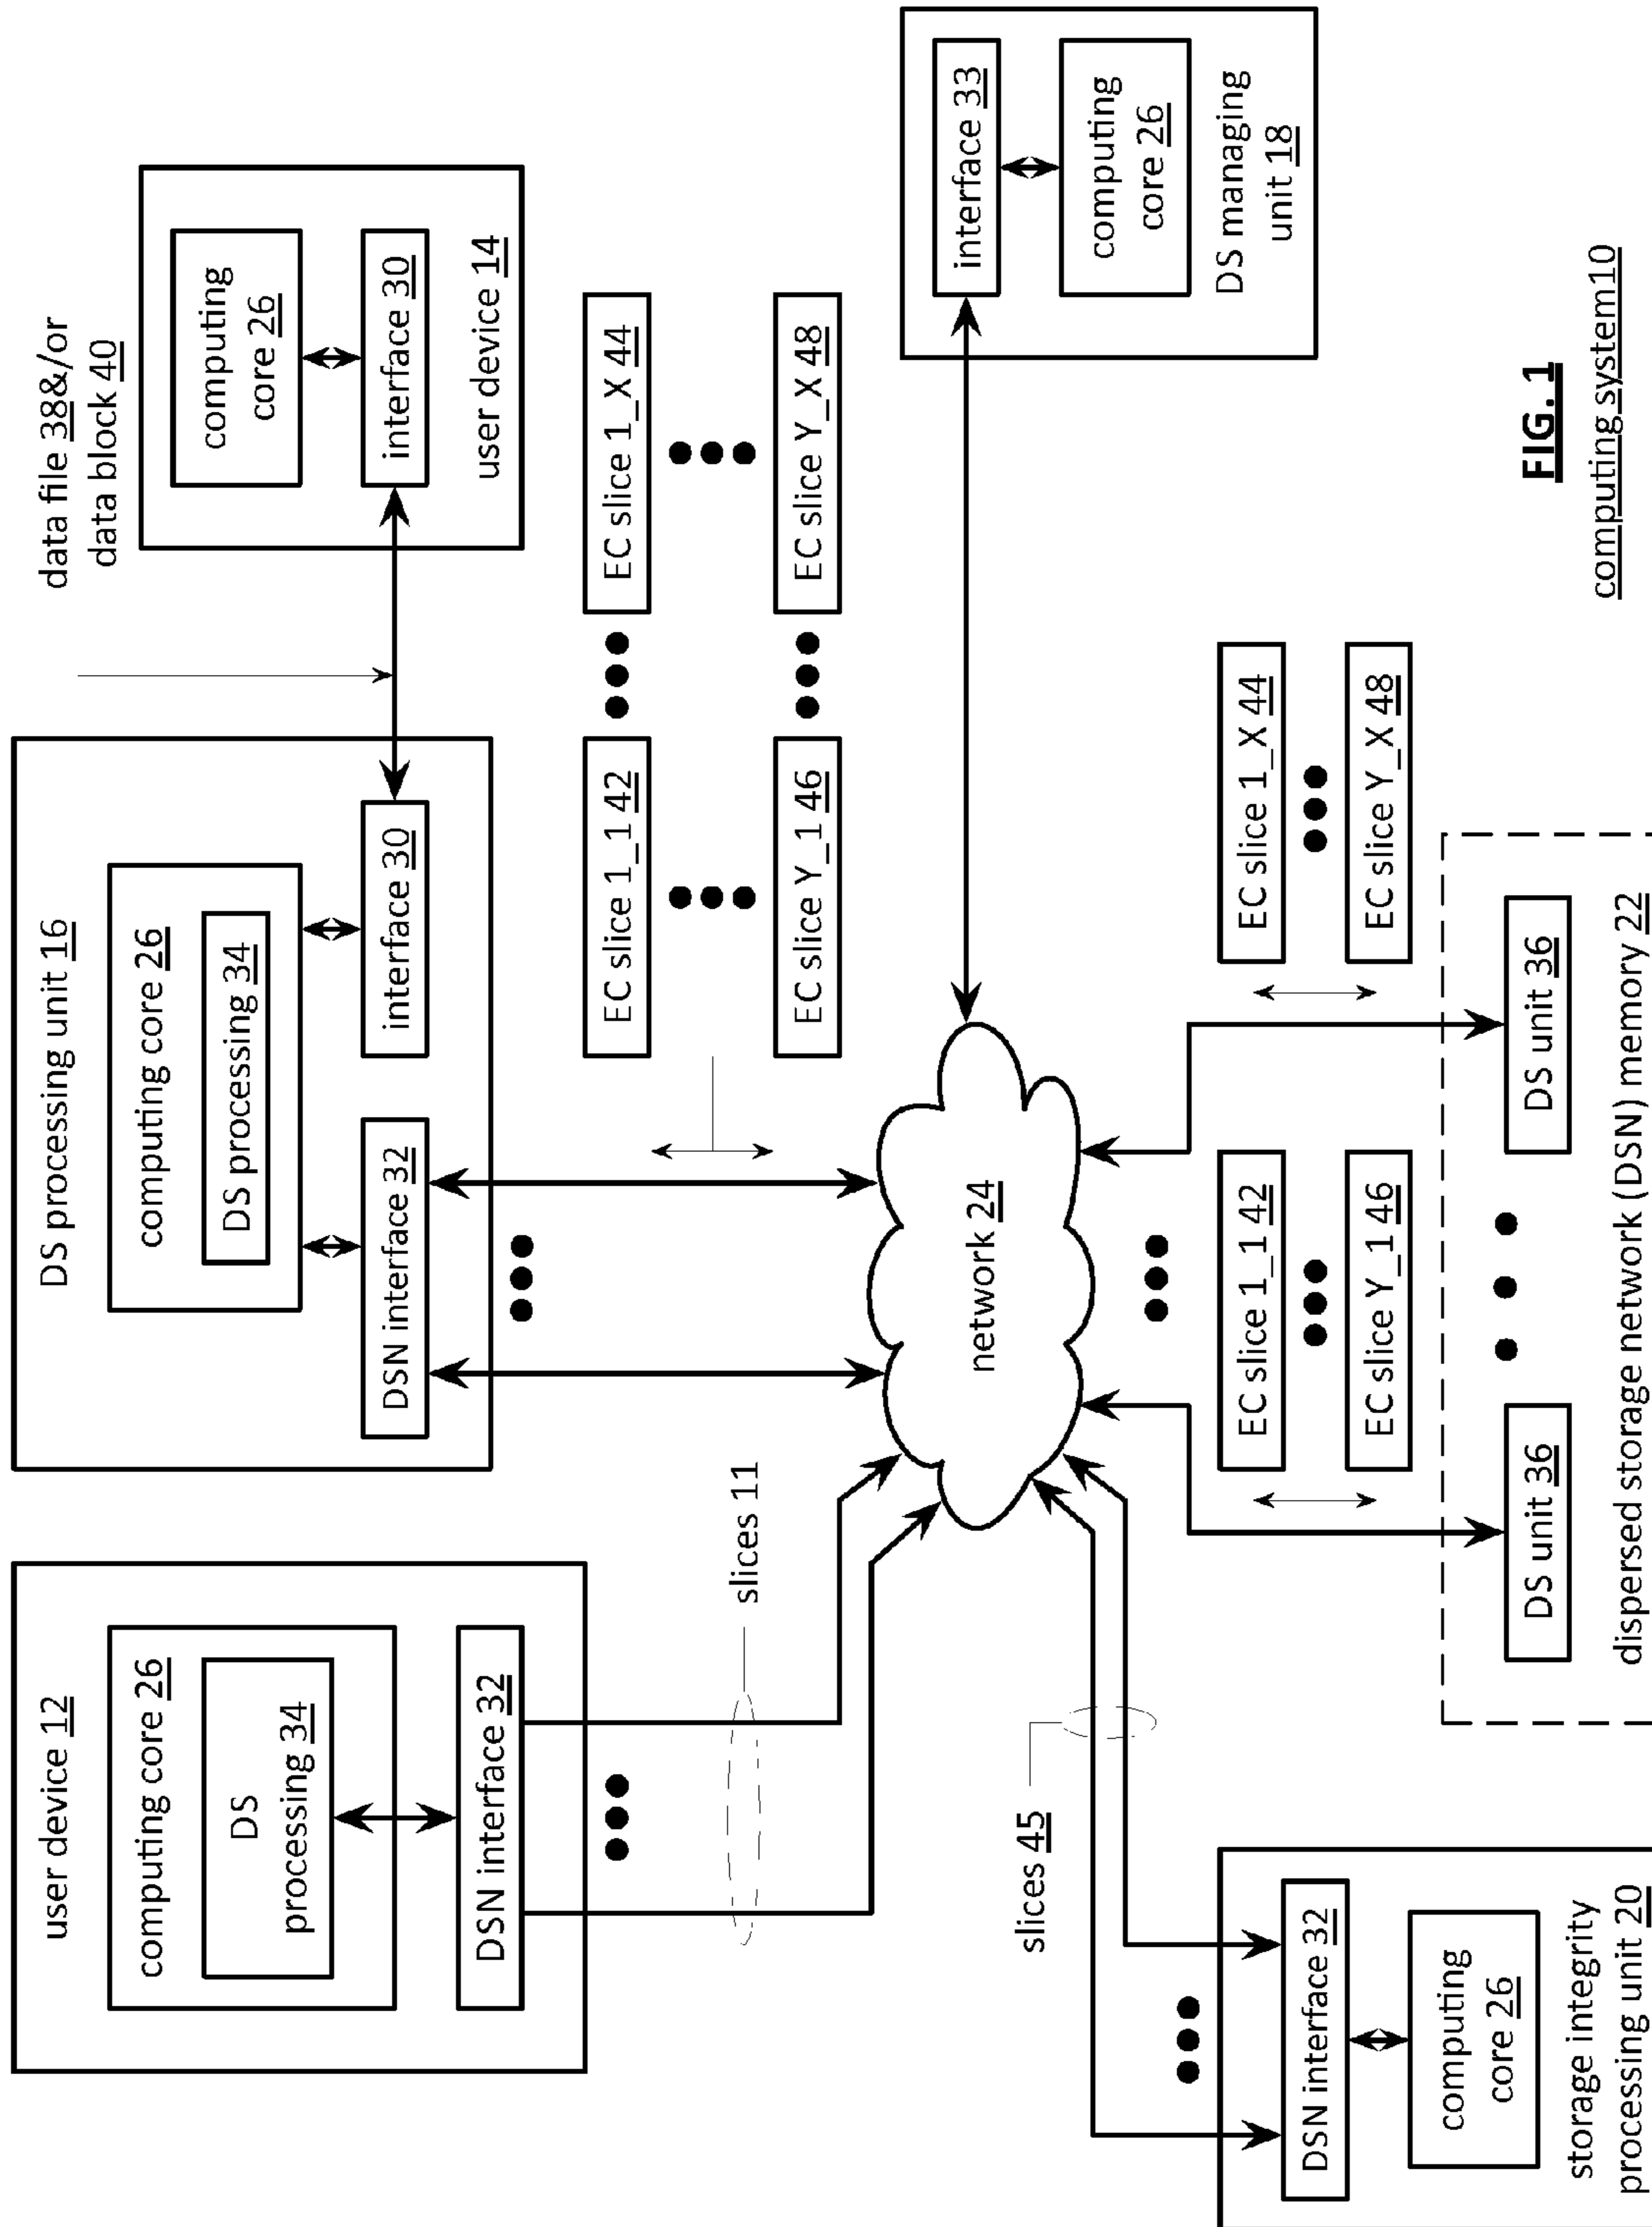 user device 12
computing core 26
DS
processing 34
DSN interface 32
slices 11
DS processing unit 16
computing core 26
DS processing 34
DSN interface 32
interface 30
data file 38&/or
data block 40
computing
core 26
interface 30
user device 14
EC slice 1_1 42
EC slice 1_X 44
EC slice Y_1 46
EC slice Y_X 48
network 24
interface 33
computing
core 26
DS managing
unit 18
slices 45
DSN interface 32
computing
core 26
storage integrity
processing unit 20
EC slice 1_1 42
EC slice Y_1 46
EC slice 1_X 44
EC slice Y_X 48
DS unit 36
DS unit 36
dispersed storage network (DSN) memory 22
FIG. 1
computing system10